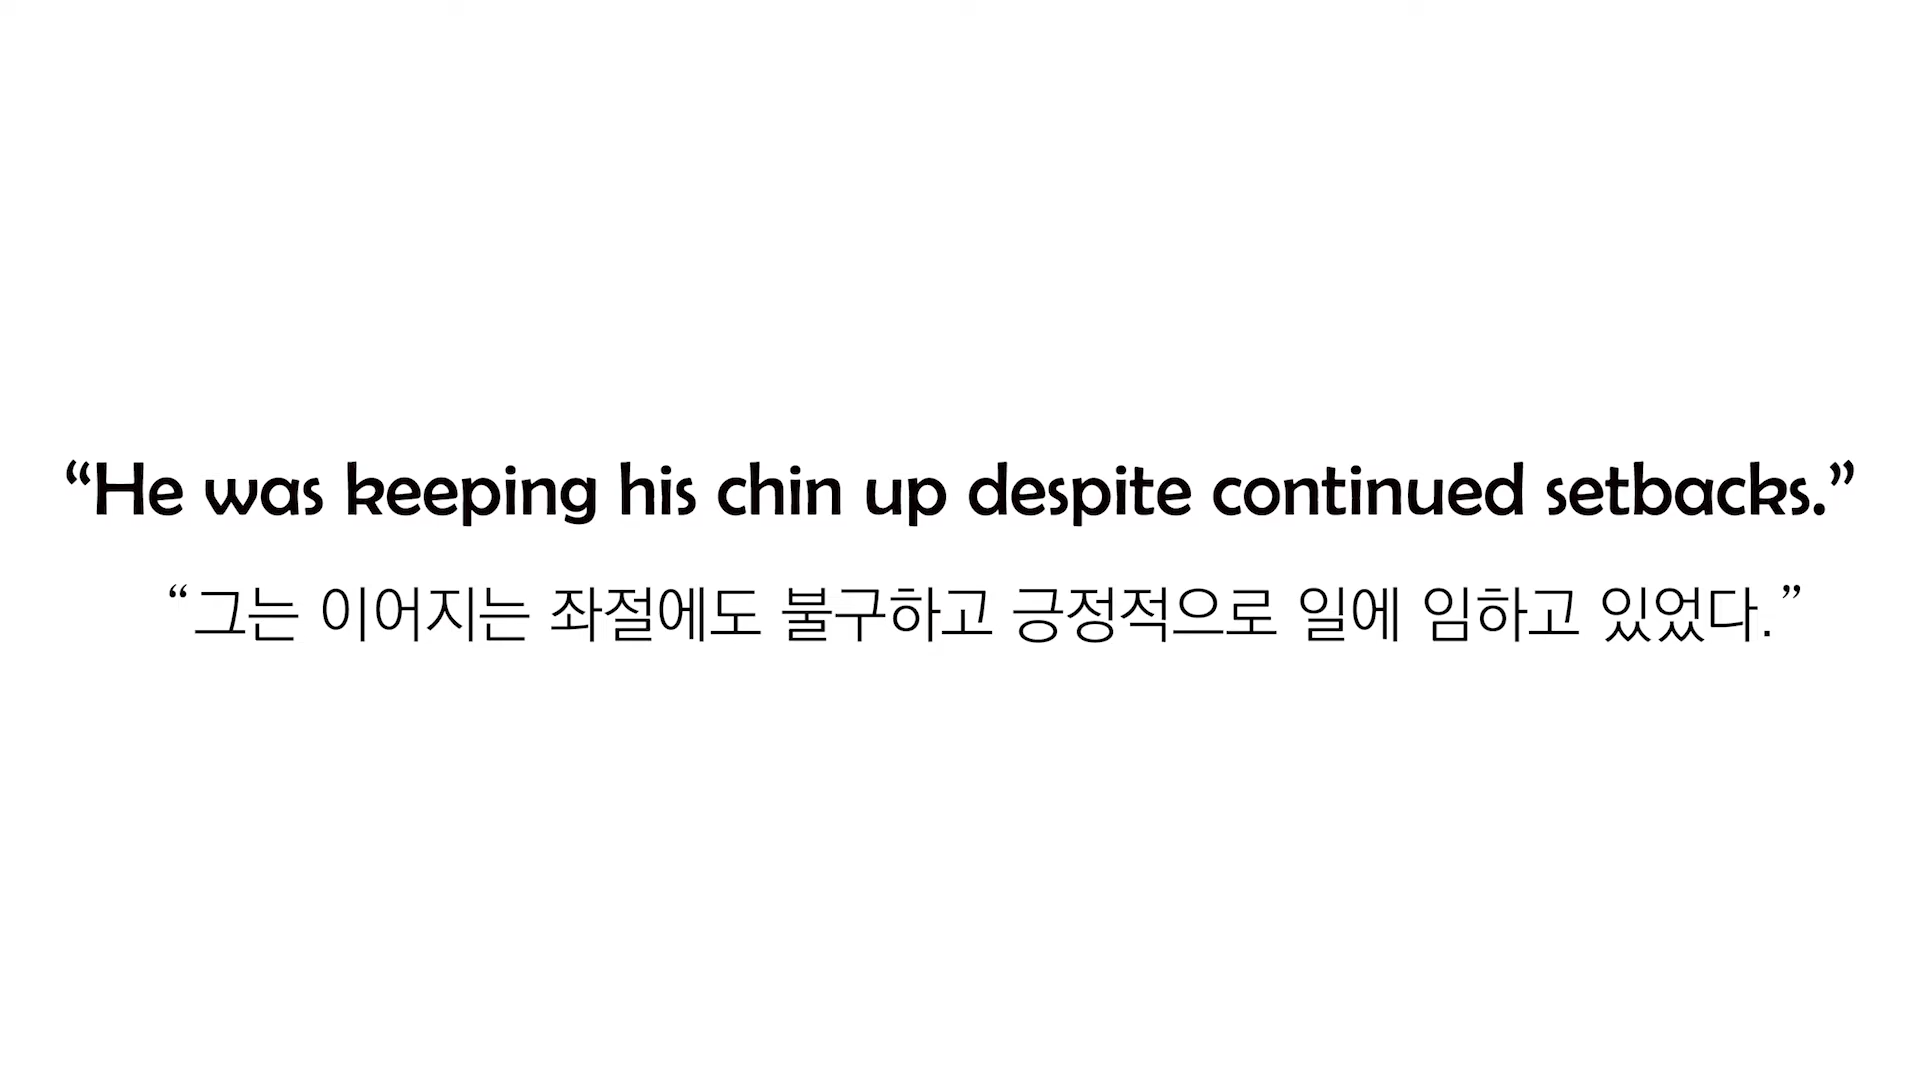 “He was keeping his chin up despite continued setbacks.”
“그는 이어지는 좌절에도 불구하고 긍정적으로 일에 임하고 있었다.”